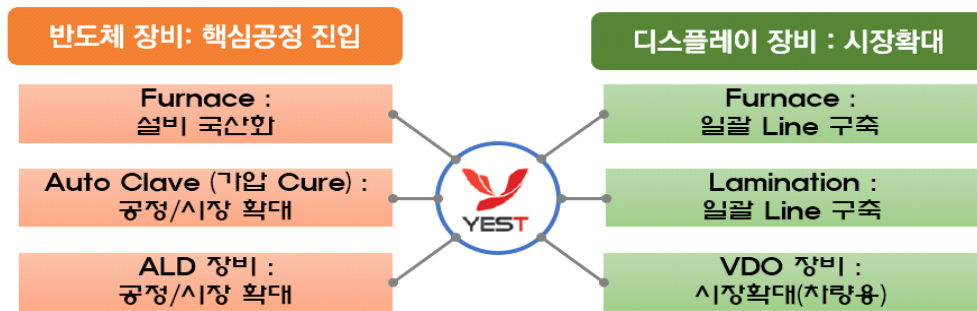 반도체 장비: 핵심공정 진입
Furnace :
설비 국산화
Auto Clave (가압 Cure) :
공정/시장 확대
ALD 장비 :
공정/시장 확대
YEST
디스플레이 장비 : 시장확대
Furnace :
일괄 Line 구축
Lamination :
일괄 Line 구축
VDO 장비 :
시장확대(차량용)